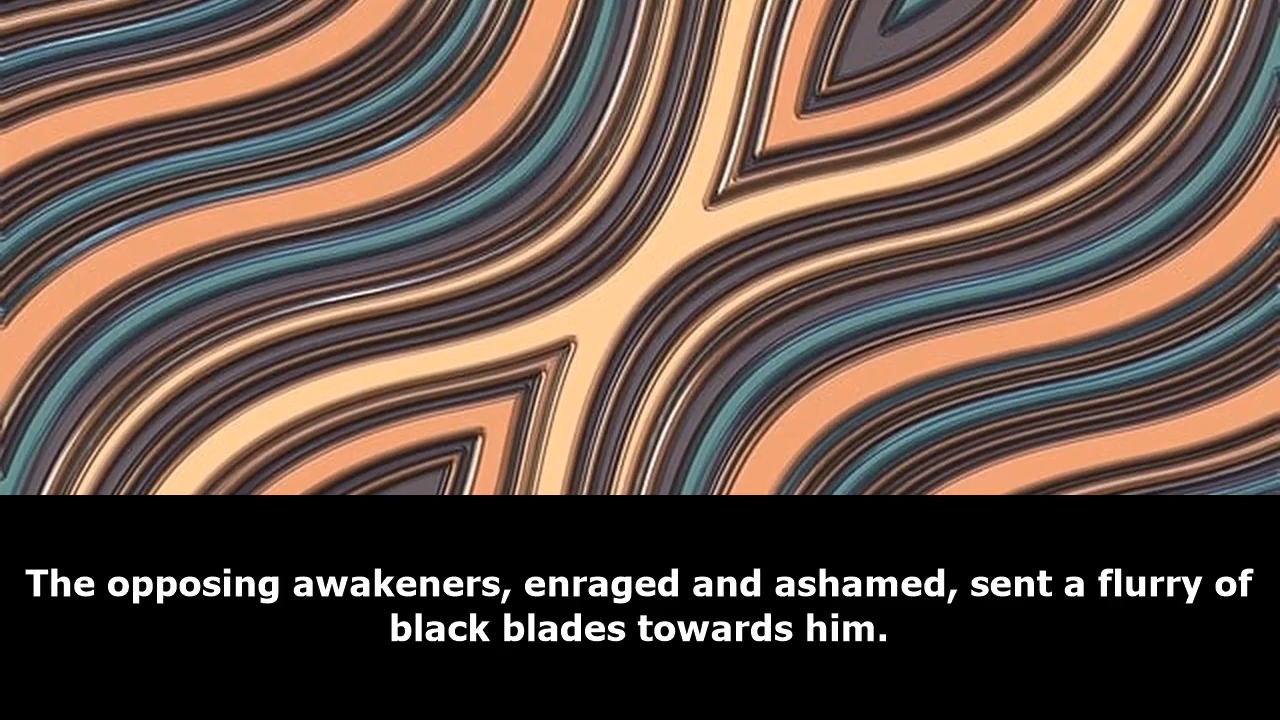 The opposing awakeners, enraged and ashamed, sent a flurry of
black blades towards him.